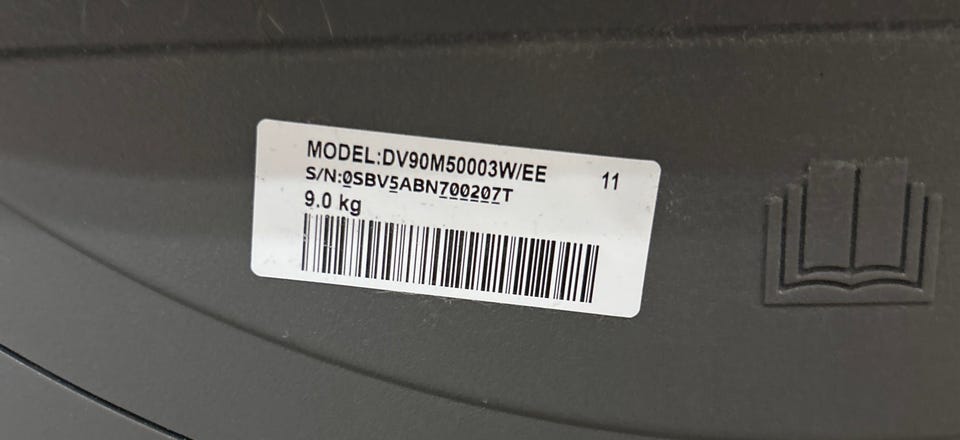 MODEL:DV90M50003W/EE 11
S/N:0SBV5ABN700207T
9.0 kg